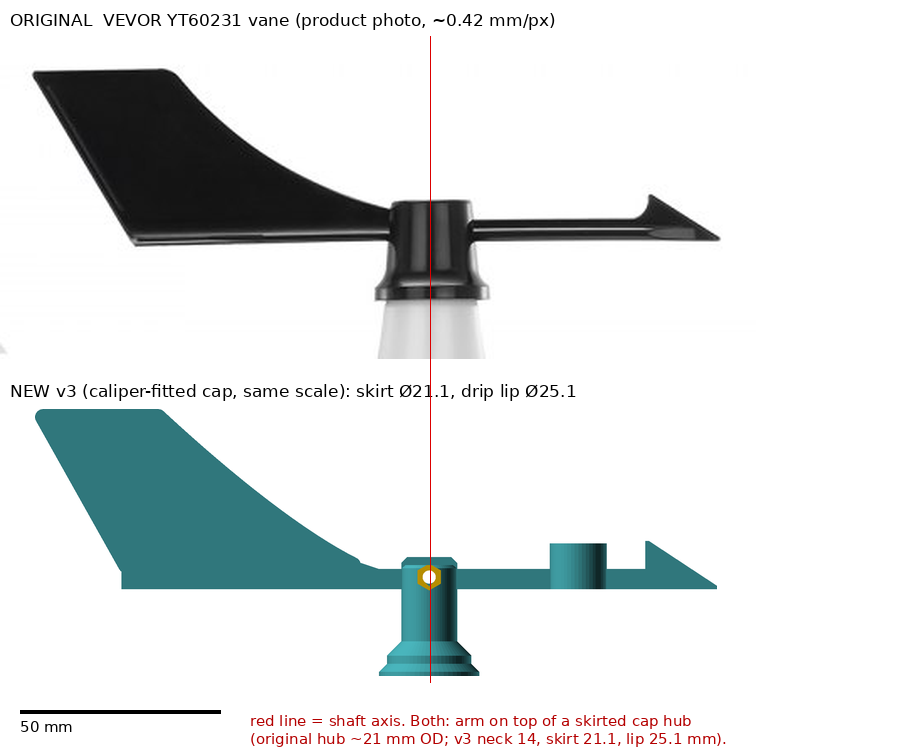 ORIGINAL  VEVOR YT60231 vane (product photo, ~0.42 mm/px)
NEW v3 (caliper-fitted cap, same scale): skirt Ø21.1, drip lip Ø25.1
50 mm
red line = shaft axis. Both: arm on top of a skirted cap hub
(original hub ~21 mm OD; v3 neck 14, skirt 21.1, lip 25.1 mm).